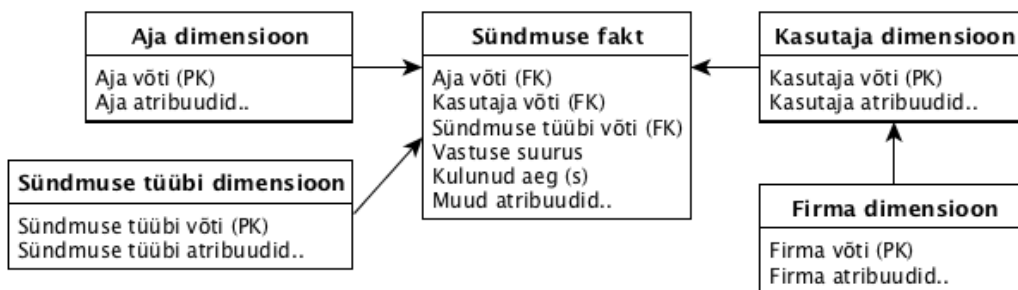 Aja dimensioon
Aja võti (PK)
Aja atribuudid..
Sündmuse fakt
Aja võti (FK)
Kasutaja võti (FK)
Sündmuse tüübi võti (FK)
Vastuse suurus
Kulunud aeg (s)
Muud atribuudid..
Kasutaja dimensioon
Kasutaja võti (PK)
Kasutaja atribuudid..
Sündmuse tüübi dimensioon
Sündmuse tüübi võti (PK)
Sündmuse tüübi atribuudid..
Firma dimensioon
Firma võti (PK)
Firma atribuudid..